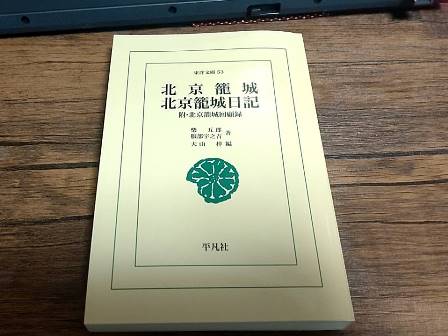 東洋文庫 53
北京籠城
北京籠城日記
附・北京籠城回顧録
柴 五郎
服部宇之吉 著
大山 梓 編
平凡社